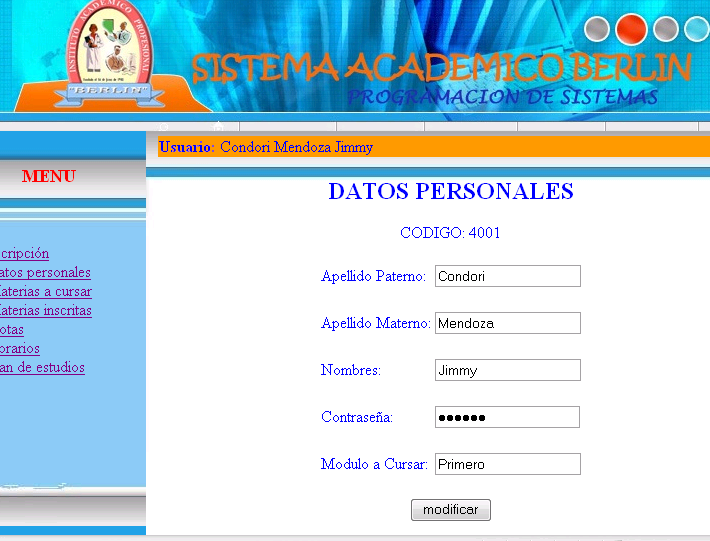 INSTITUTO ACADEMICO PROFESIONAL
"BERLIN"
SISTEMA ACADEMICO BERLIN
PROGRAMACION DE SISTEMAS
Usuario: Condori Mendoza Jimmy
MENU
cripción
atos personales
aterias a cursar
aterias inscritas
otas
orarios
an de estudios
DATOS PERSONALES
CODIGO: 4001
Apellido Paterno: Condori
Apellido Materno: Mendoza
Nombres: Jimmy
Contraseña: ●●●●●●
Modulo a Cursar: Primero
modificar